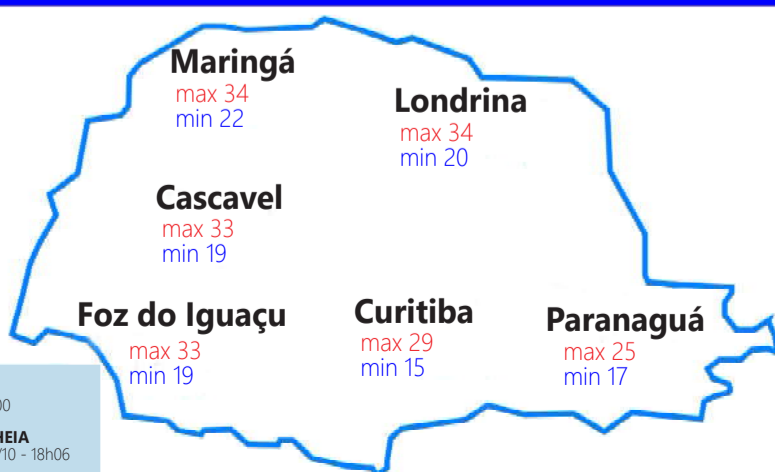 Maringá
max 34
min 22
Londrina
max 34
min 20
Cascavel
max 33
min 19
Foz do Iguaçu
max 33
min 19
Curitiba
max 29
min 15
Paranaguá
max 25
min 17
00
HEIA
/10 - 18h06